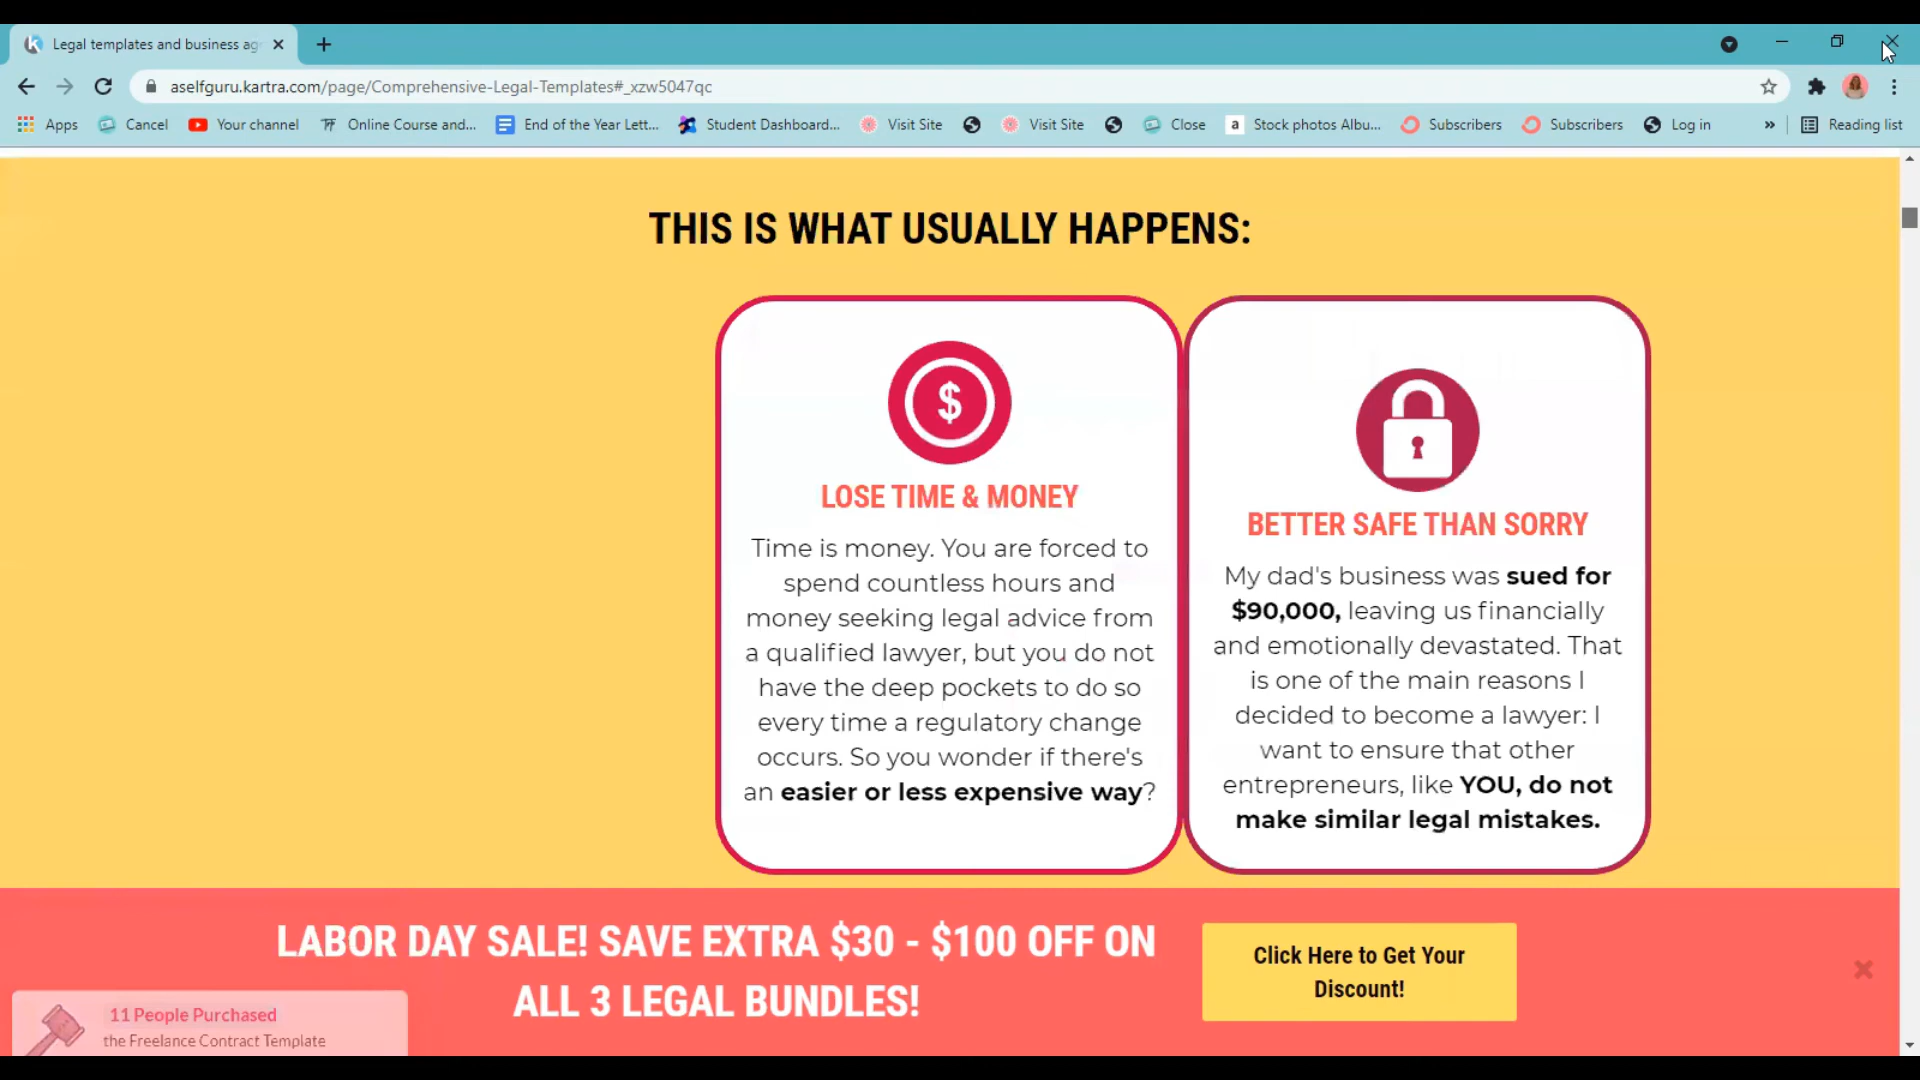 Legal templates and business ag
aselfguru.kartra.com/page/Comprehensive-Legal-Templates#_xzw5047qc
Apps Cancel Your channel Online Course and... End of the Year Lett... Student Dashboard... Visit Site Visit Site Close Stock photos Albu... Subscribers Subscribers Log in » Reading list
THIS IS WHAT USUALLY HAPPENS:
$
LOSE TIME & MONEY
Time is money. You are forced to
spend countless hours and
money seeking legal advice from
a qualified lawyer, but you do not
have the deep pockets to do so
every time a regulatory change
occurs. So you wonder if there's
an easier or less expensive way?
BETTER SAFE THAN SORRY
My dad's business was sued for
$90,000, leaving us financially
and emotionally devastated. That
is one of the main reasons I
decided to become a lawyer: I
want to ensure that other
entrepreneurs, like YOU, do not
make similar legal mistakes.
LABOR DAY SALE! SAVE EXTRA $30 - $100 OFF ON
ALL 3 LEGAL BUNDLES!
Click Here to Get Your
Discount!
11 People Purchased
the Freelance Contract Template